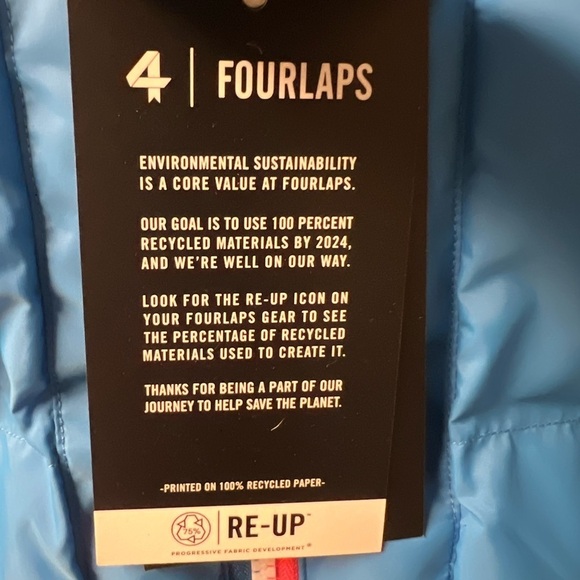 4 | FOURLAPS
ENVIRONMENTAL SUSTAINABILITY
IS A CORE VALUE AT FOURLAPS.
OUR GOAL IS TO USE 100 PERCENT
RECYCLED MATERIALS BY 2024,
AND WE'RE WELL ON OUR WAY.
LOOK FOR THE RE-UP ICON ON
YOUR FOURLAPS GEAR TO SEE
THE PERCENTAGE OF RECYCLED
MATERIALS USED TO CREATE IT.
THANKS FOR BEING A PART OF OUR
JOURNEY TO HELP SAVE THE PLANET.
-PRINTED ON 100% RECYCLED PAPER-
75% | RE-UP™
PROGRESSIVE FABRIC DEVELOPMENT®